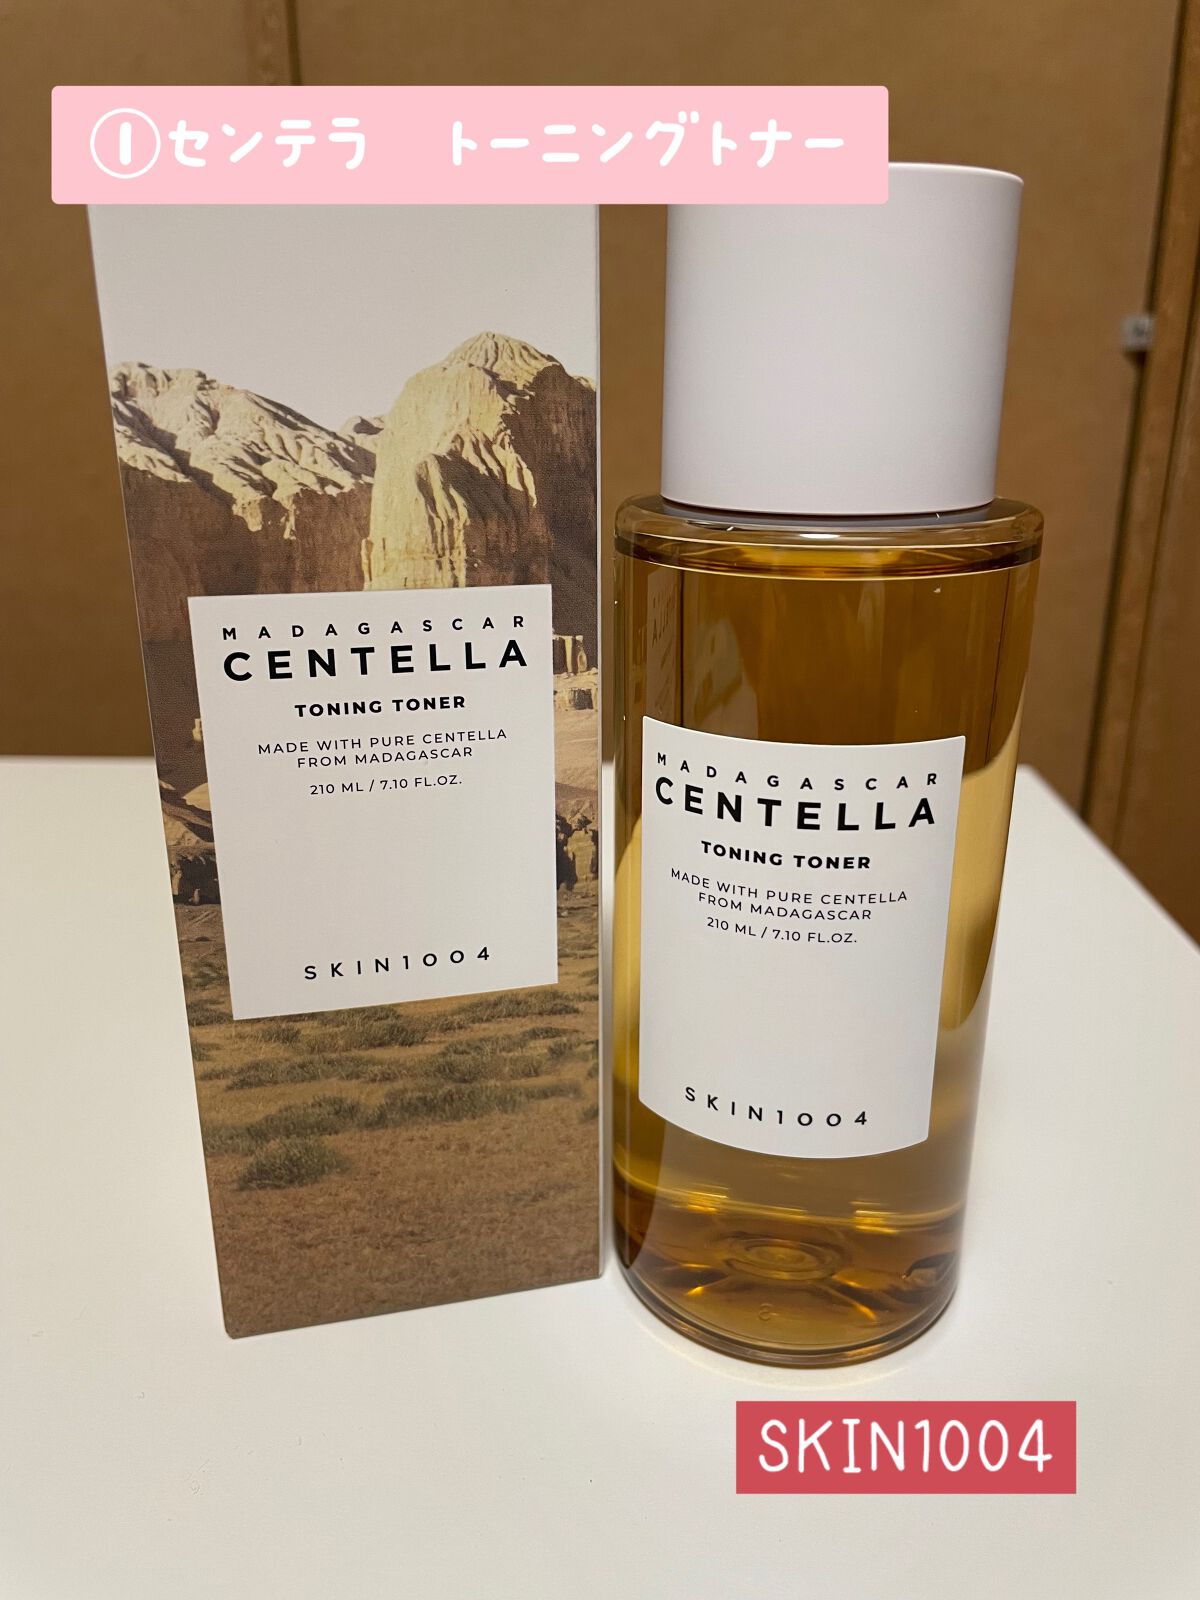 ①センテラ　トーニングトナー
MADAGASCAR
CENTELLA
TONING TONER
MADE WITH PURE CENTELLA
FROM MADAGASCAR
210 ML / 7.10 FL.OZ.
SKIN1004
MADAGASCAR
CENTELLA
TONING TONER
MADE WITH PURE CENTELLA
FROM MADAGASCAR
210 ML / 7.10 FL.OZ.
SKIN1004
SKIN1004